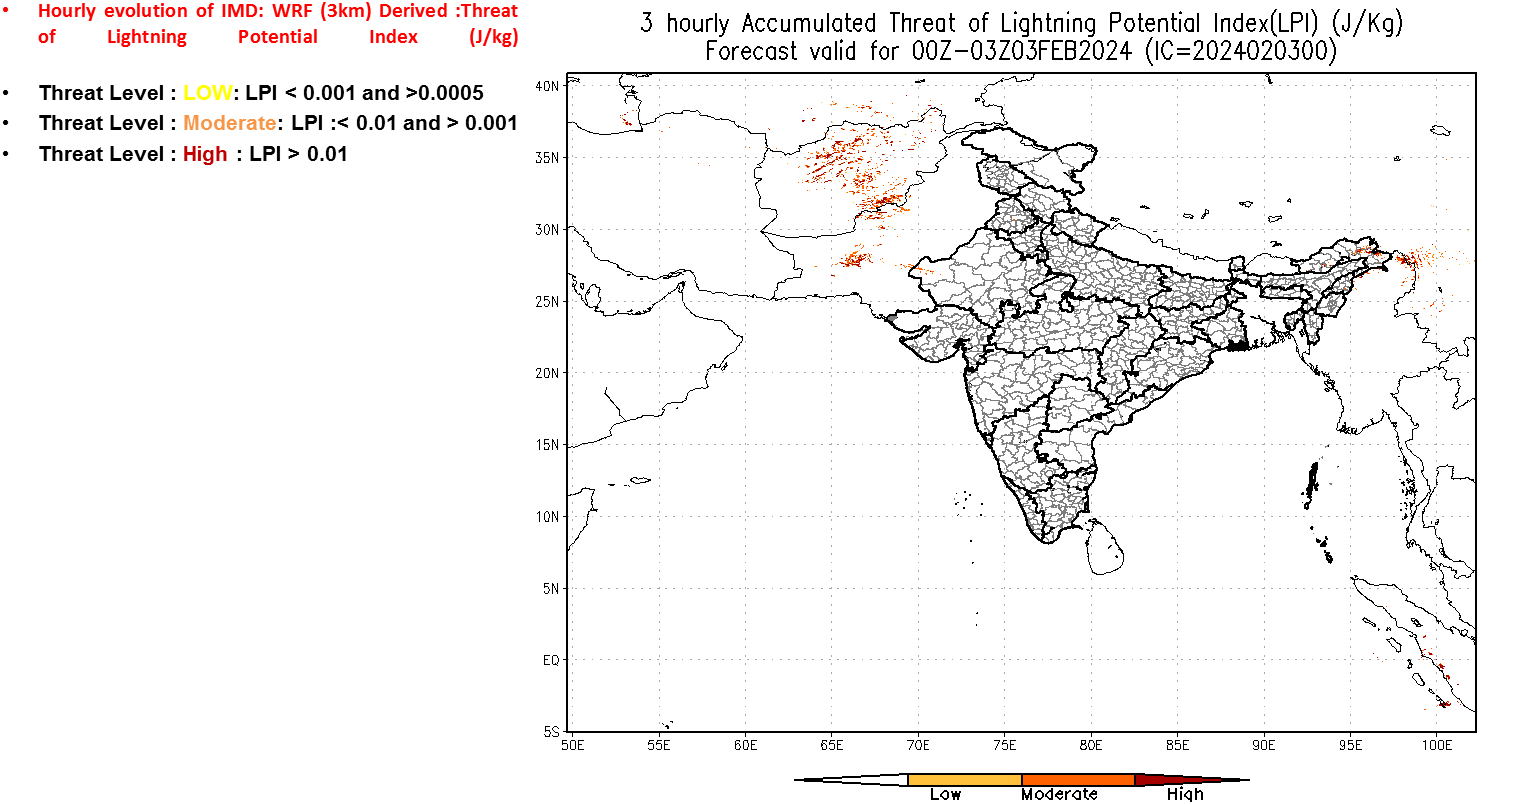 • Hourly evolution of IMD: WRF (3km) Derived :Threat
of Lightning Potential Index (J/kg)
• Threat Level : LOW: LPI < 0.001 and >0.0005
• Threat Level : Moderate: LPI :< 0.01 and > 0.001
• Threat Level : High : LPI > 0.01
3 hourly Accumulated Threat of Lightning Potential Index(LPI) (J/Kg)
Forecast valid for 00Z-03Z03FEB2024 (IC=2024020300)
40N
35N
30N
25N
20N
15N
10N
5N
EQ
5S
50E 55E 60E 65E 70E 75E 80E 85E 90E 95E 100E
Low Moderate High